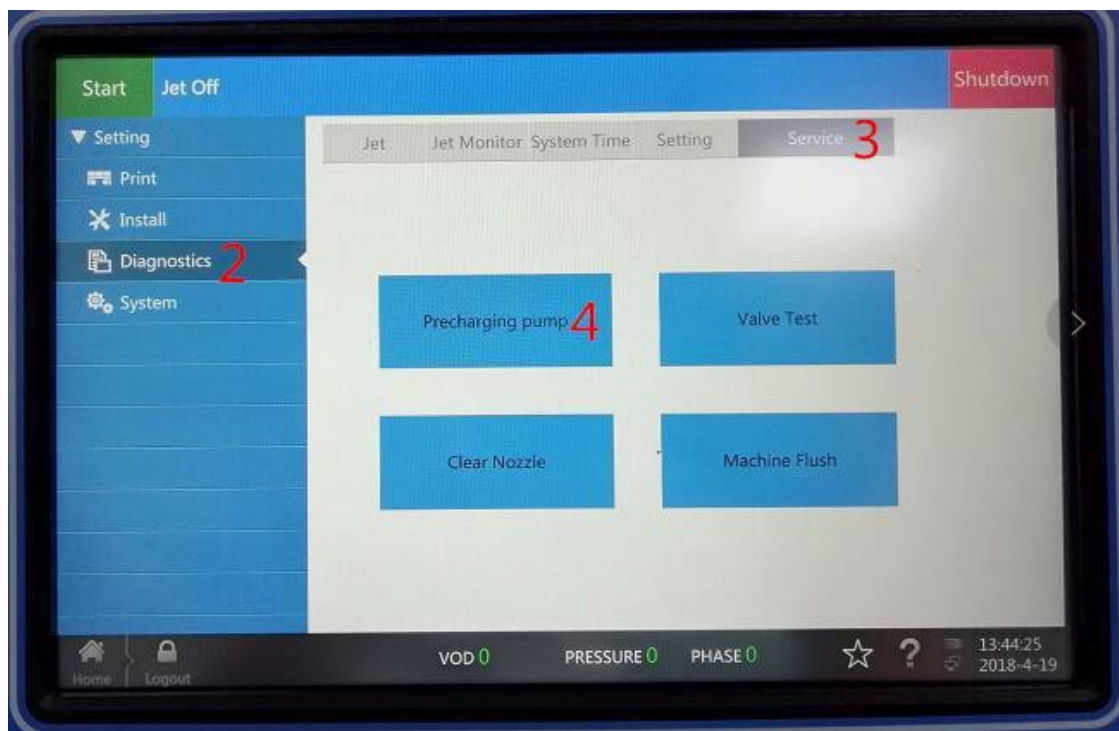 Start Jet Off Shutdown
▼ Setting
Print
Install
Diagnostics 2
System
Jet Jet Monitor System Time Setting Service 3
Precharging pump 4 Valve Test
Clear Nozzle Machine Flush
>
Home Logout VOD 0 PRESSURE 0 PHASE 0 ? 13:44:25
2018-4-19